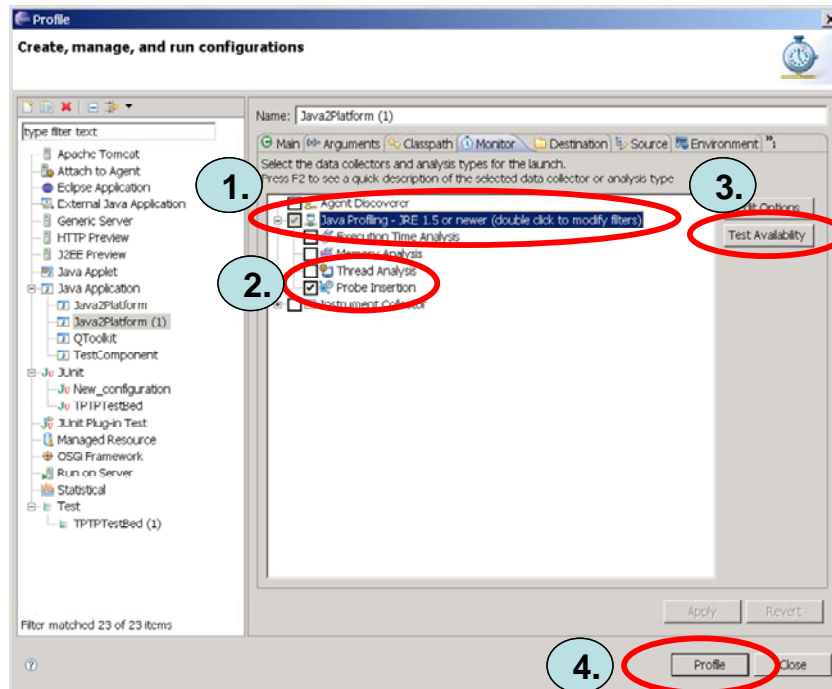 Profile
Create, manage, and run configurations
type filter text
Apache Tomcat
Attach to Agent
Eclipse Application
External Java Application
Generic Server
HTTP Preview
J2EE Preview
Java Applet
Java Application
Java2Platform
Java2Platform (1)
QToolkit
TestComponent
JUnit
New_configuration
TPTPTestBed
JUnit Plug-in Test
Managed Resource
OSGi Framework
Run on Server
Statistical
Test
TPTPTestBed (1)
Filter matched 23 of 23 items
Name: Java2Platform (1)
Main Arguments Classpath Monitor Destination Source Environment »1
Select the data collectors and analysis types for the launch.
Press F2 to see a quick description of the selected data collector or analysis type
1.
3.
Agent Discoverer
Options
Java Profiling - JRE 1.5 or newer (double click to modify filters)
Test Availability
Execution Time Analysis
Memory Analysis
2.
Thread Analysis
Probe Insertion
Instrument Collector
Apply Revert
4.
Profile Close